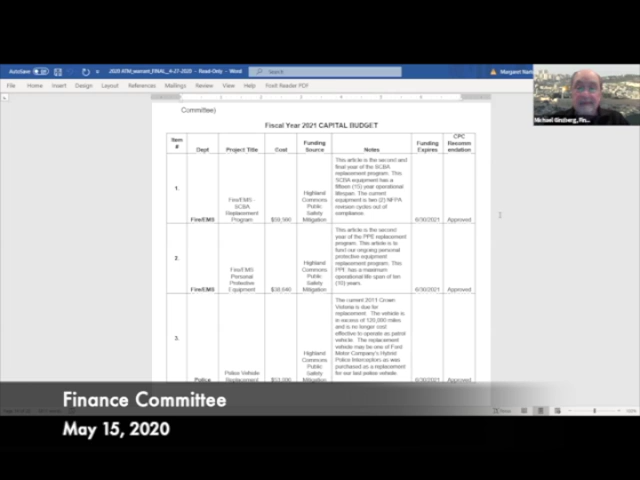 AutoSave
2020 ATM_warrant_FINAL_4-27-2020 - Read-Only - Word
Search
File Home Insert Design Layout References Mailings Review View Help Foxit Reader PDF
Michael Ginsberg, Fin...
Committee)
Fiscal Year 2021 CAPITAL BUDGET
Item
#
Dept
Project Title
Cost
Funding
Source
Notes
Funding
Expires
CPC
Recomm
endation
1.
Fire/EMS
Fire/EMS -
SCBA
Replacement
Program
Highland
Commons
Public
Safety
Mitigation
This article is the second and
final year of the SCBA
replacement program. This
SCBA equipment has a
fifteen (15) year operational
lifespan. The current
equipment is two (2) NFPA
revision cycles out of
compliance.
6/30/2021
Approved
2.
Fire/EMS
Fire/EMS
Personal
Protective
Equipment
Highland
Commons
Public
Safety
Mitigation
This article is the second
year of the PPE replacement
program. This article is to
fund our ongoing personal
protective equipment
replacement program. This
PPE has a maximum
operational life span of ten
(10) years.
6/30/2021
Approved
3.
Police
Police Vehicle
Replacement
Highland
Commons
Public
Safety
Mitigation
The current 2011 Crown
Victoria is due for
replacement. The vehicle is
in excess of 120,000 miles
and is no longer cost
effective to operate as patrol
vehicle. The replacement
vehicle may be one of Ford
Motor Company's Hybrid
Police Interceptors as was
purchased as a replacement
for our last police vehicle.
6/30/2021
Approved
Finance Committee
May 15, 2020